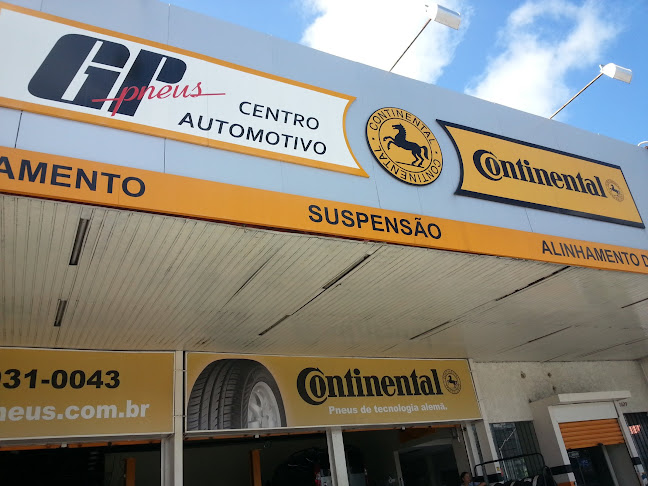 GP
pneus
CENTRO
AUTOMOTIVO
CONTINENTAL
CONTINENTAL
Continental
AMENTO
SUSPENSÃO
ALINHAMENTO D
931-0043
neus.com.br
Continental
Pneus de tecnologia alemã.